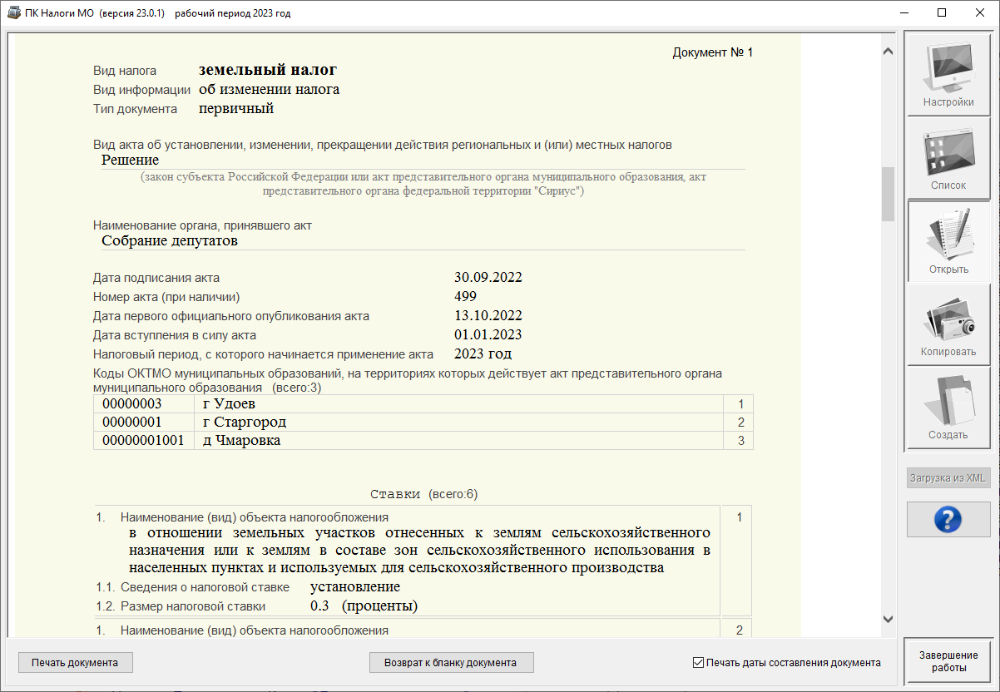 ПК Налоги МО (версия 23.0.1) рабочий период 2023 год
Документ № 1
Вид налога земельный налог
Вид информации об изменении налога
Тип документа первичный
Вид акта об установлении, изменении, прекращении действия региональных и (или) местных налогов
Решение
(закон субъекта Российской Федерации или акт представительного органа муниципального образования, акт
представительного органа федеральной территории "Сириус")
Наименование органа, принявшего акт
Собрание депутатов
Дата подписания акта 30.09.2022
Номер акта (при наличии) 499
Дата первого официального опубликования акта 13.10.2022
Дата вступления в силу акта 01.01.2023
Налоговый период, с которого начинается применение акта 2023 год
Коды ОКТМО муниципальных образований, на территориях которых действует акт представительного органа
муниципального образования (всего:3)
00000003 г Удоев 1
00000001 г Старгород 2
00000001001 д Чмаровка 3
Ставки (всего:6)
1. Наименование (вид) объекта налогообложения 1
в отношении земельных участков отнесенных к землям сельскохозяйственного
назначения или к землям в составе зон сельскохозяйственного использования в
населенных пунктах и используемых для сельскохозяйственного производства
1.1. Сведения о налоговой ставке установление
1.2. Размер налоговой ставки 0.3 (проценты)
1. Наименование (вид) объекта налогообложения 2
Печать документа
Возврат к бланку документа
Печать даты составления документа
Настройки
Список
Открыть
Копировать
Создать
Загрузка из XML
?
Завершение
работы